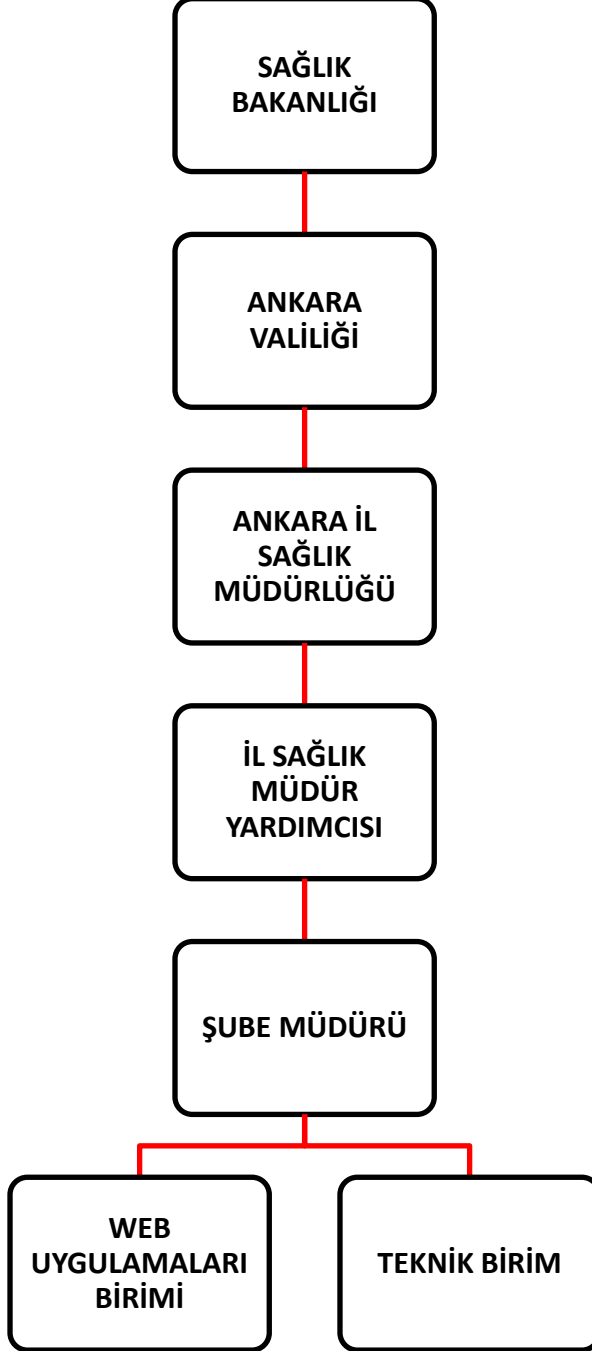 SAĞLIK
BAKANLIĞI
ANKARA
VALİLİĞİ
ANKARA İL
SAĞLIK
MÜDÜRLÜĞÜ
İL SAĞLIK
MÜDÜR
YARDIMCISI
ŞUBE MÜDÜRÜ
WEB
UYGULAMALARI
BİRİMİ
TEKNİK BİRİM